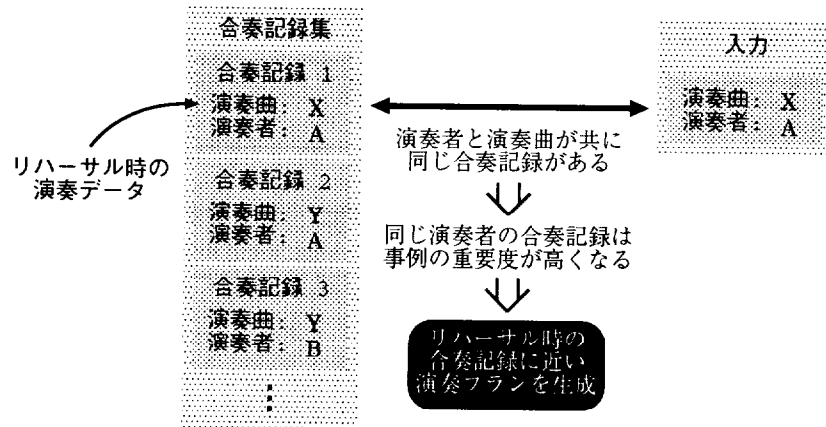 合奏記録集
合奏記録 1
演奏曲: X
演奏者: A
合奏記録 2
演奏曲: Y
演奏者: A
合奏記録 3
演奏曲: Y
演奏者: B
リハーサル時の
演奏データ
入力
演奏曲: X
演奏者: A
演奏者と演奏曲が共に
同じ合奏記録がある
同じ演奏者の合奏記録は
事例の重要度が高くなる
リハーサル時の
合奏記録に近い
演奏プランを生成